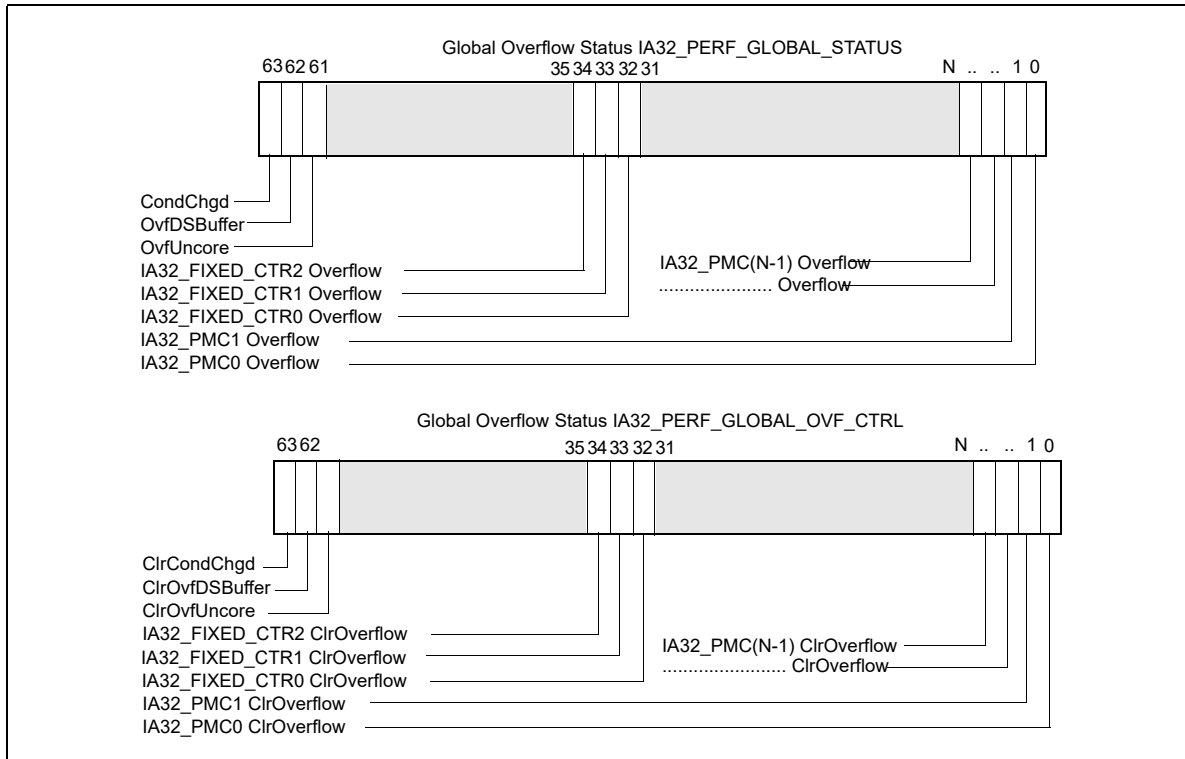 Global Overflow Status IA32_PERF_GLOBAL_STATUS
63 62 61 35 34 33 32 31 N .. .. 1 0
CondChgd
OvfDSBuffer
OvfUncore
IA32_FIXED_CTR2 Overflow
IA32_PMC(N-1) Overflow
IA32_FIXED_CTR1 Overflow
...................... Overflow
IA32_FIXED_CTR0 Overflow
IA32_PMC1 Overflow
IA32_PMC0 Overflow
Global Overflow Status IA32_PERF_GLOBAL_OVF_CTRL
63 62 35 34 33 32 31 N .. .. 1 0
ClrCondChgd
ClrOvfDSBuffer
ClrOvfUncore
IA32_FIXED_CTR2 ClrOverflow
IA32_PMC(N-1) ClrOverflow
IA32_FIXED_CTR1 ClrOverflow
........................ ClrOverflow
IA32_FIXED_CTR0 ClrOverflow
IA32_PMC1 ClrOverflow
IA32_PMC0 ClrOverflow